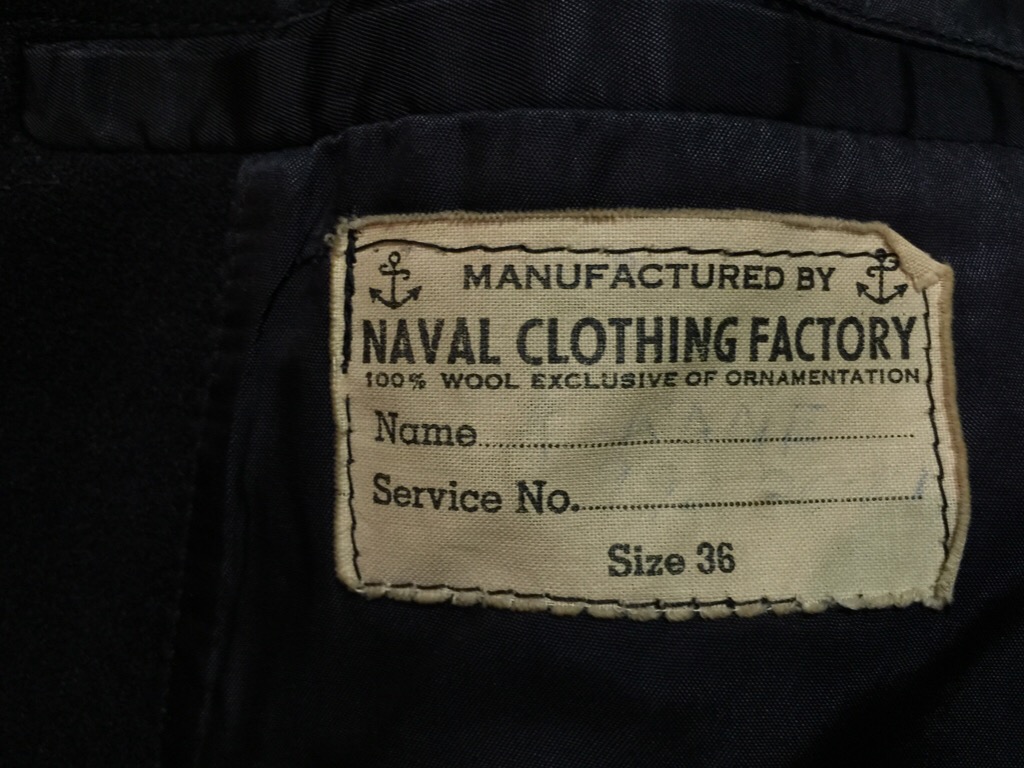 MANUFACTURED BY
NAVAL CLOTHING FACTORY
100% WOOL EXCLUSIVE OF ORNAMENTATION
Name
Service No.
Size 36